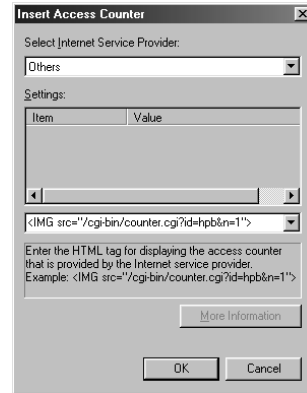 Insert Access Counter
Select Internet Service Provider:
Others
Settings:
Item Value
<IMG src="/cgi-bin/counter.cgi?id=hpb&n=1">
Enter the HTML tag for displaying the access counter
that is provided by the Internet service provider.
Example: <IMG src="/cgi-bin/counter.cgi?id=hpb&n=1">
More Information
OK Cancel